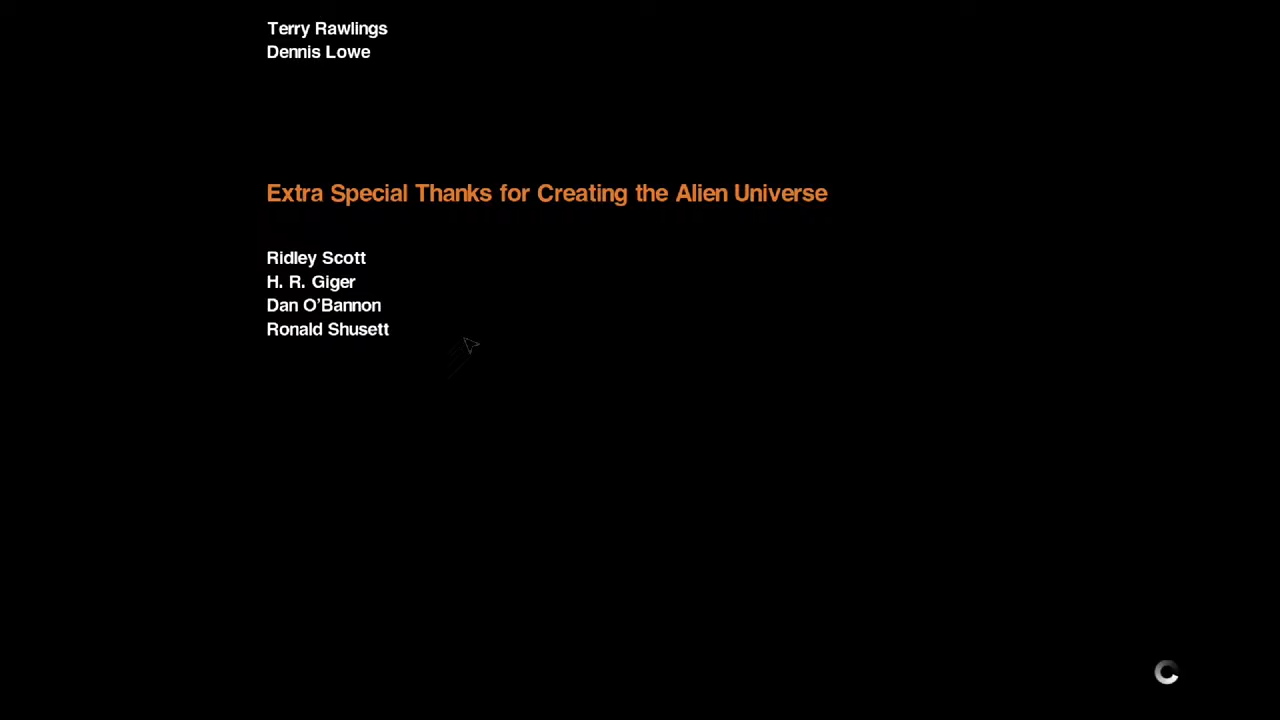 Terry Rawlings
Dennis Lowe
Extra Special Thanks for Creating the Alien Universe
Ridley Scott
H. R. Giger
Dan O’Bannon
Ronald Shusett